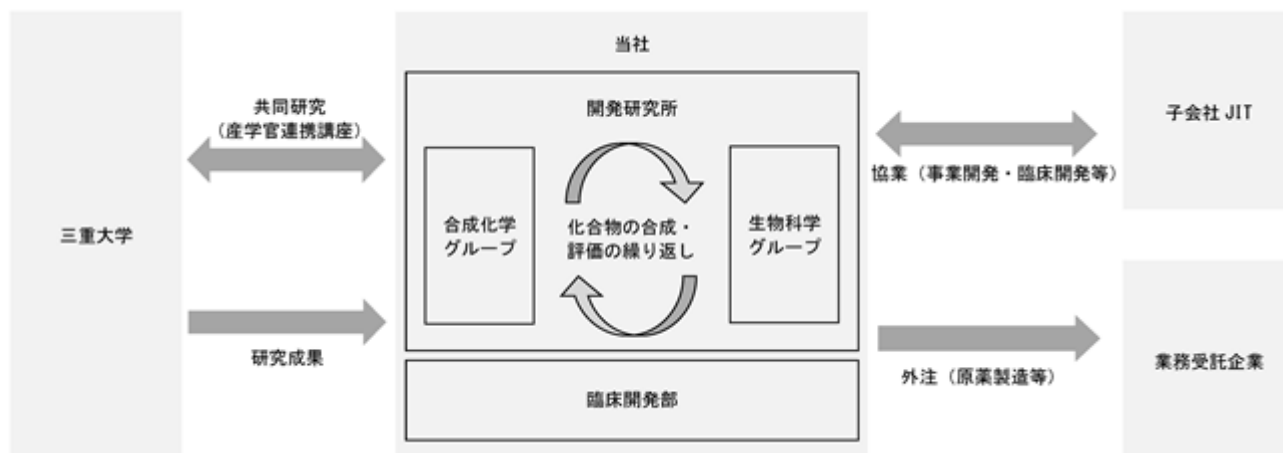 当社
開発研究所
共同研究
（産学官連携講座）
子会社 JIT
協業（事業開発・臨床開発等）
三重大学
合成化学
グループ
化合物の合成・
評価の繰り返し
生物科学
グループ
研究成果
外注（原薬製造等）
業務受託企業
臨床開発部